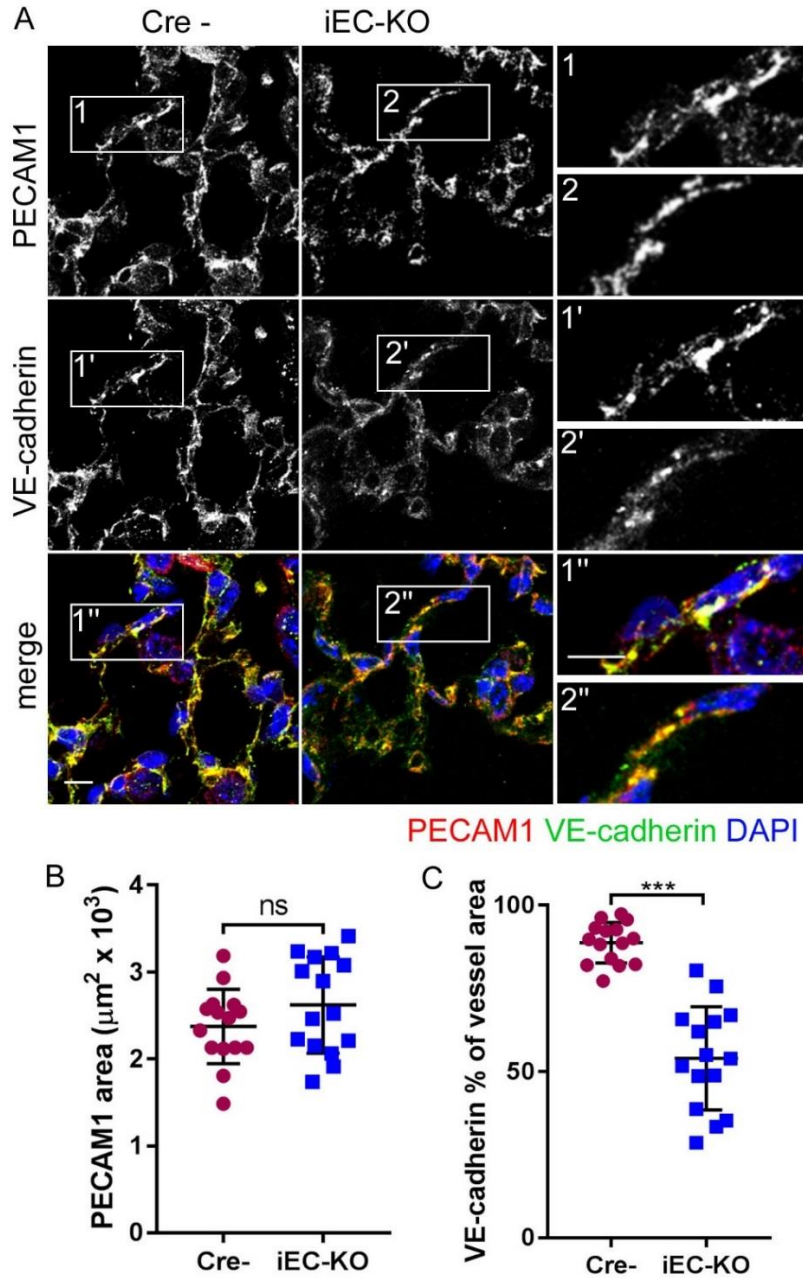 A
Cre - iEC-KO
PECAM1
1
2
1
2
VE-cadherin
1'
2'
1'
2'
merge
1"
2"
1"
2"
PECAM1 VE-cadherin DAPI
B
PECAM1 area (μm² x 10³)
4
3
2
1
0
ns
Cre- iEC-KO
C
VE-cadherin % of vessel area
100
50
0
***
Cre- iEC-KO